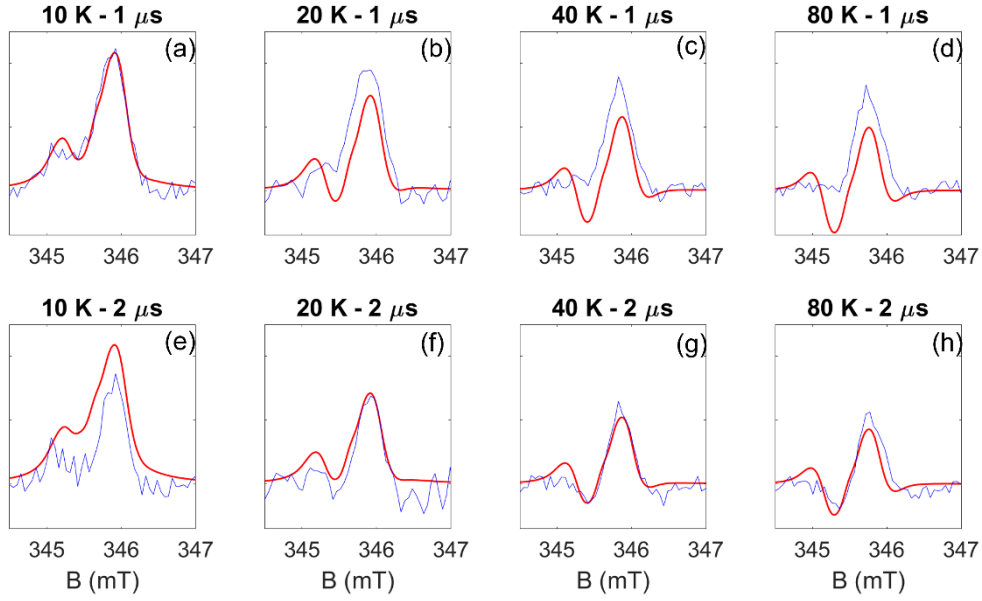 10 K - 1 μs 20 K - 1 μs 40 K - 1 μs 80 K - 1 μs
(a) (b) (c) (d)
345 346 347 345 346 347 345 346 347 345 346 347
10 K - 2 μs 20 K - 2 μs 40 K - 2 μs 80 K - 2 μs
(e) (f) (g) (h)
345 346 347 345 346 347 345 346 347 345 346 347
B (mT) B (mT) B (mT) B (mT)